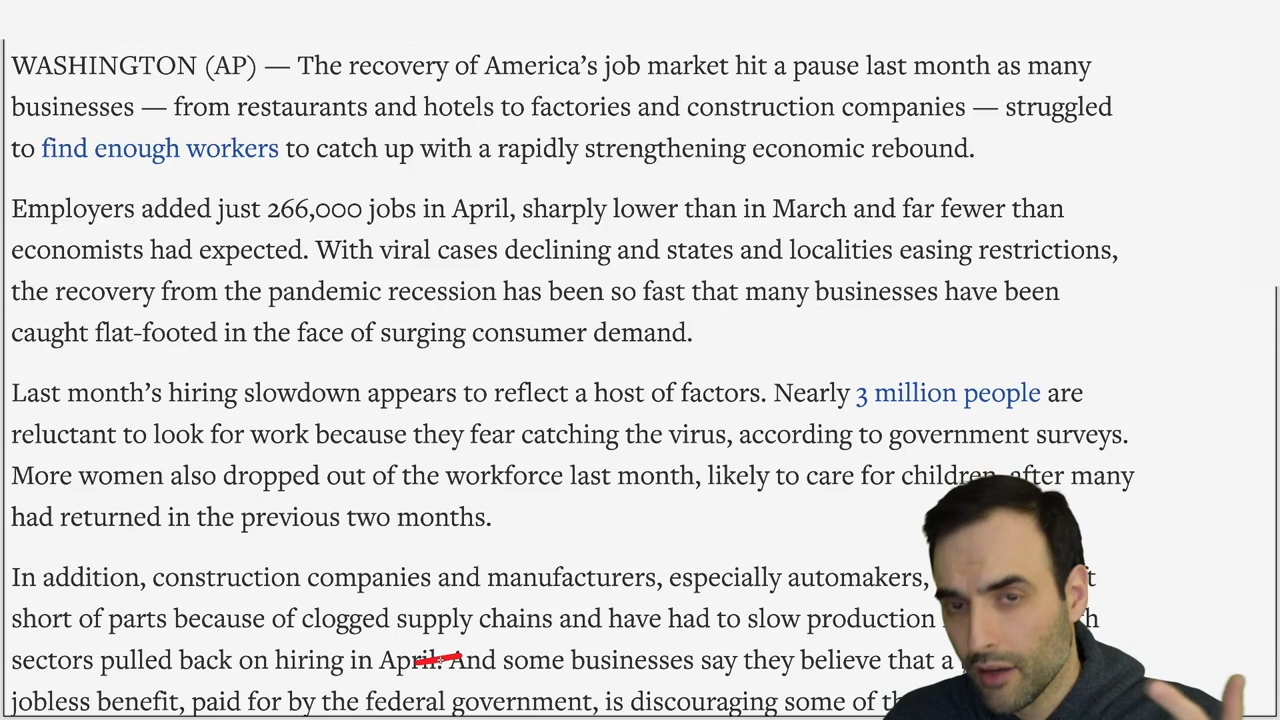 WASHINGTON (AP) — The recovery of America's job market hit a pause last month as many
businesses — from restaurants and hotels to factories and construction companies — struggled
to find enough workers to catch up with a rapidly strengthening economic rebound.
Employers added just 266,000 jobs in April, sharply lower than in March and far fewer than
economists had expected. With viral cases declining and states and localities easing restrictions,
the recovery from the pandemic recession has been so fast that many businesses have been
caught flat-footed in the face of surging consumer demand.
Last month's hiring slowdown appears to reflect a host of factors. Nearly 3 million people are
reluctant to look for work because they fear catching the virus, according to government surveys.
More women also dropped out of the workforce last month, likely to care for children, after many
had returned in the previous two months.
In addition, construction companies and manufacturers, especially automakers,
short of parts because of clogged supply chains and have had to slow production
sectors pulled back on hiring in April. And some businesses say they believe that a
jobless benefit, paid for by the federal government, is discouraging some of